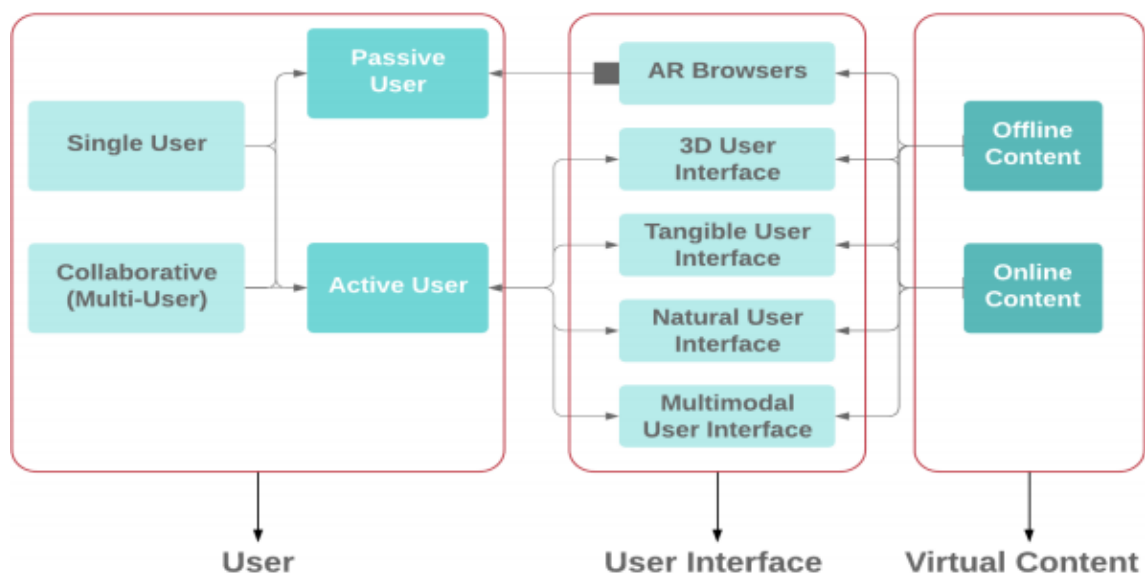 Passive
User
Single User
Collaborative
(Multi-User)
Active User
User
AR Browsers
3D User
Interface
Tangible User
Interface
Natural User
Interface
Multimodal
User Interface
User Interface
Offline
Content
Online
Content
Virtual Content